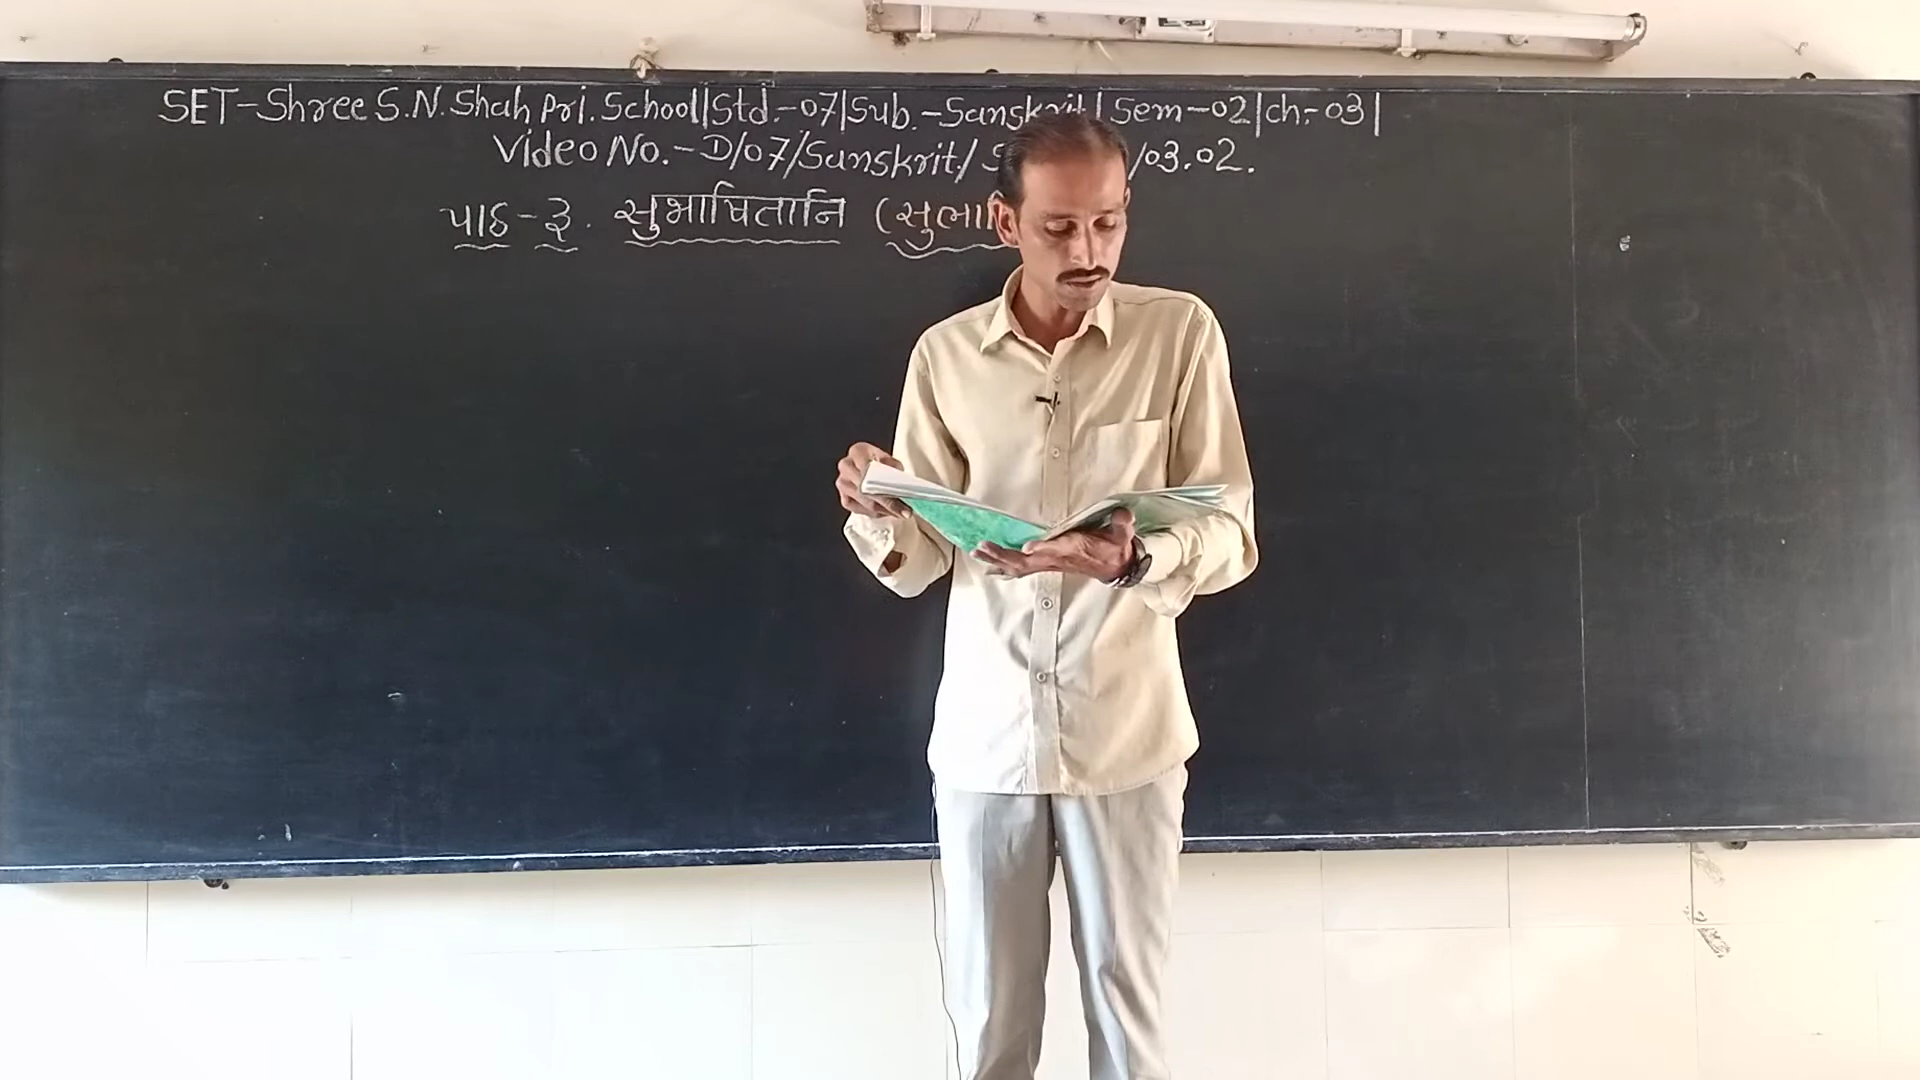 SET-Shree S.N.Shah Pri. School|Std.-07|Sub.-Sanskrit|Sem-02|ch.-03|
Video No.-D/07/Sanskrit/ /03.02.
પાઠ-રૂ. सुभाषितानि (સુભા